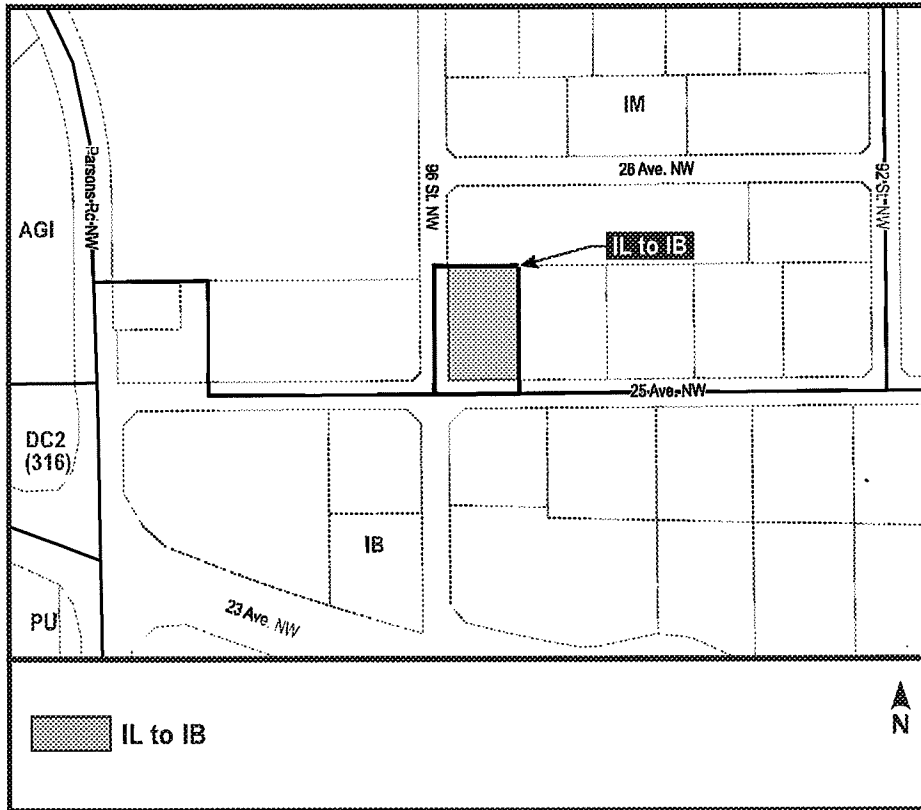 IM
26 Ave. NW
Parsons Rd NW
96 St. NW
92 St. NW
AGI
IL to IB
25 Ave. NW
DC2
(316)
IB
23 Ave. NW
PU
IL to IB
N